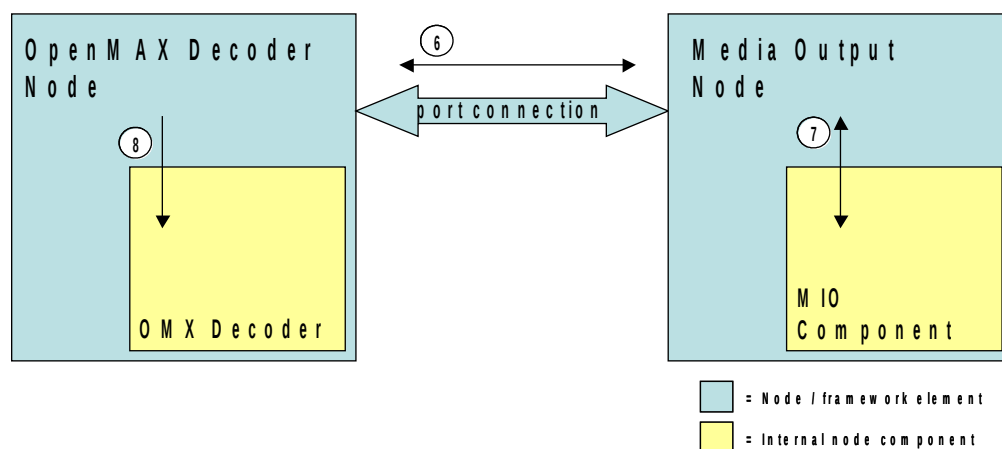 OpenMAX Decoder
Node
8
OMX Decoder
6
port connection
Media Output
Node
7
MIO
Component
= Node / framework element
= Internal node component